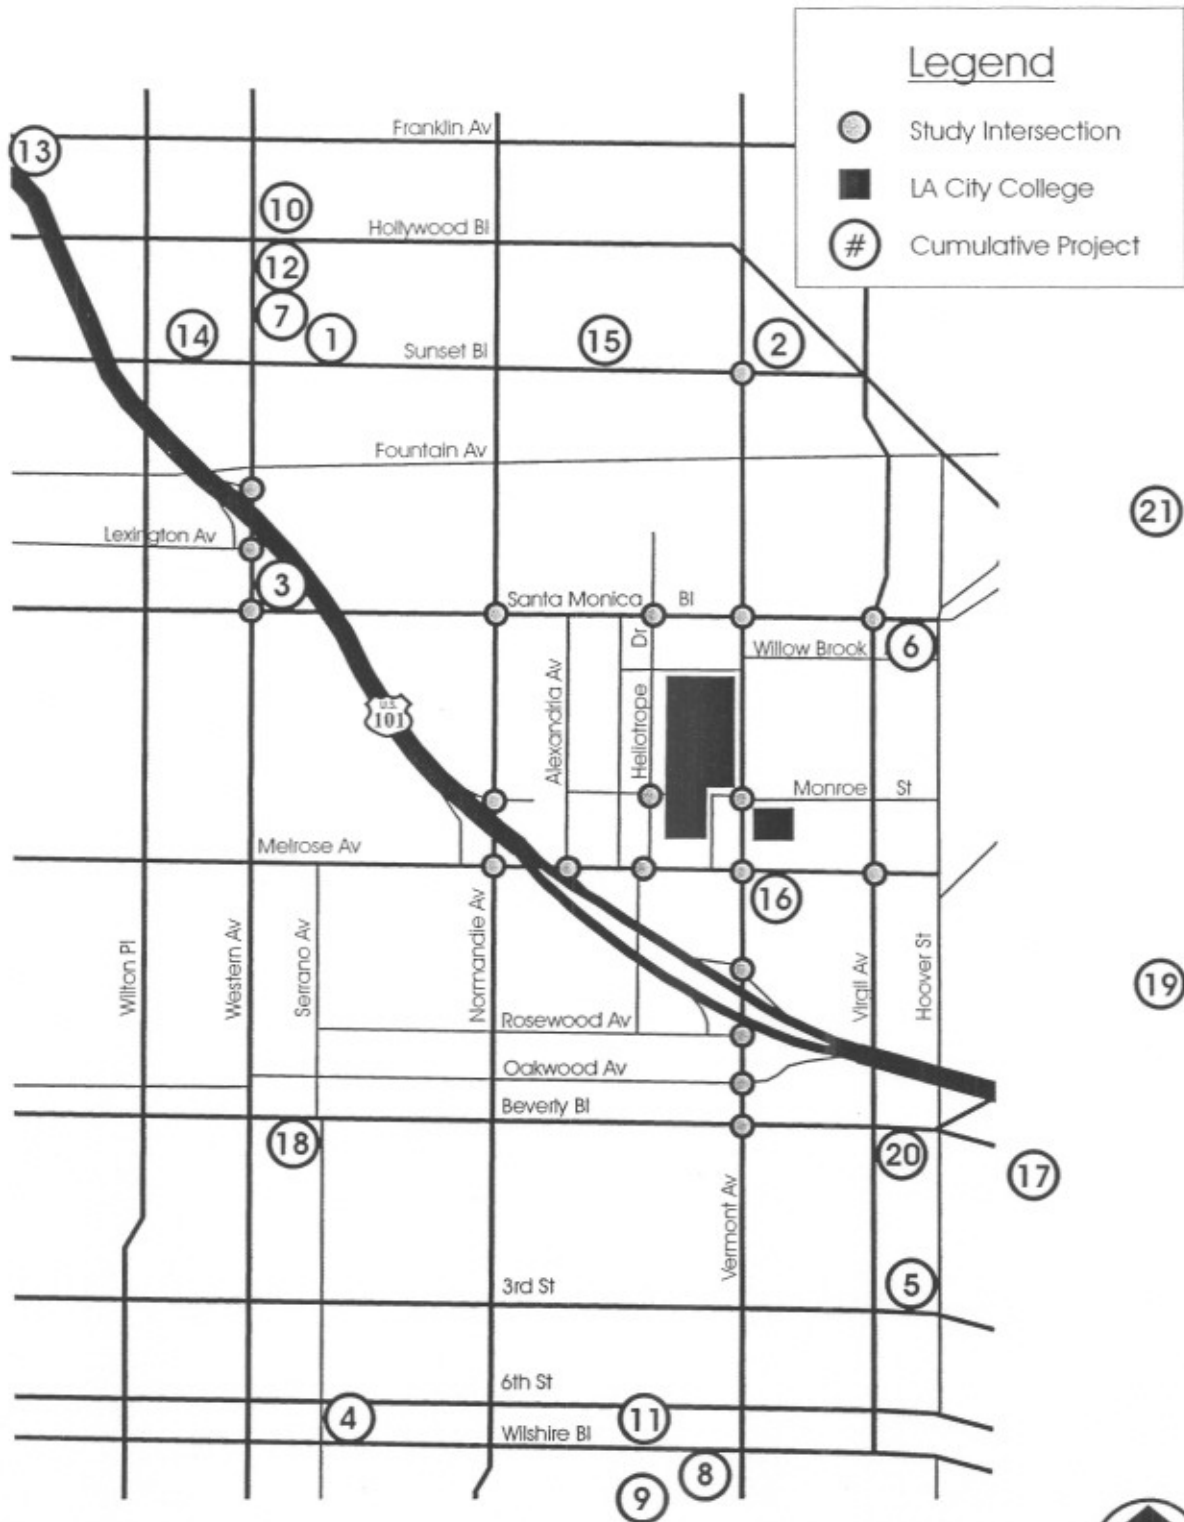 Legend
Study Intersection
LA City College
# Cumulative Project
Franklin Av
13
10
Hollywood Bl
12
7
14
1
15
2
Sunset Bl
Fountain Av
21
Lexington Av
3
Santa Monica Bl
6
Willow Brook
Heliotrope Dr
Alexandria Av
U.S.
101
Monroe St
Melrose Av
16
Wilton Pl
Western Av
Serrano Av
Normandie Av
Virgil Av
Hoover St
19
Rosewood Av
Oakwood Av
Beverly Bl
18
20
17
Vermont Av
5
3rd St
6th St
4
11
Wilshire Bl
8
9